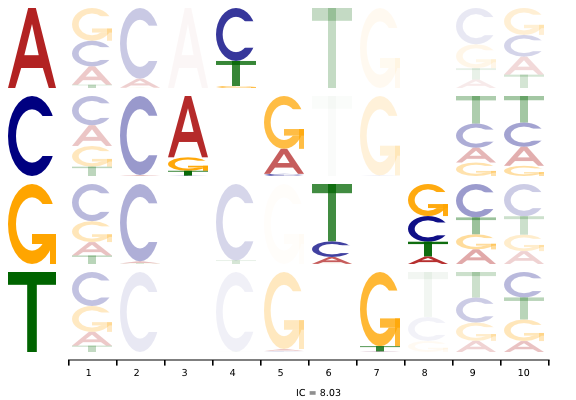 A G C A C T G C G
C C C A G T G T T
G C C C G T G C C
T C C C G G T T C
1 2 3 4 5 6 7 8 9 10
IC = 8.03